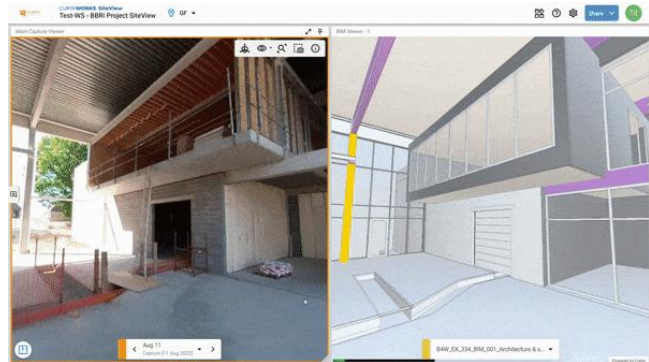 CUPIXWORKS SiteView
Test-WS - BBRI Project SiteView
GF
Share
Main Capture Viewer
BIM Viewer - 1
Aug 11
Capture [11 Aug 2022]
B4W_EX_334_BIM_001_Architecture & s...